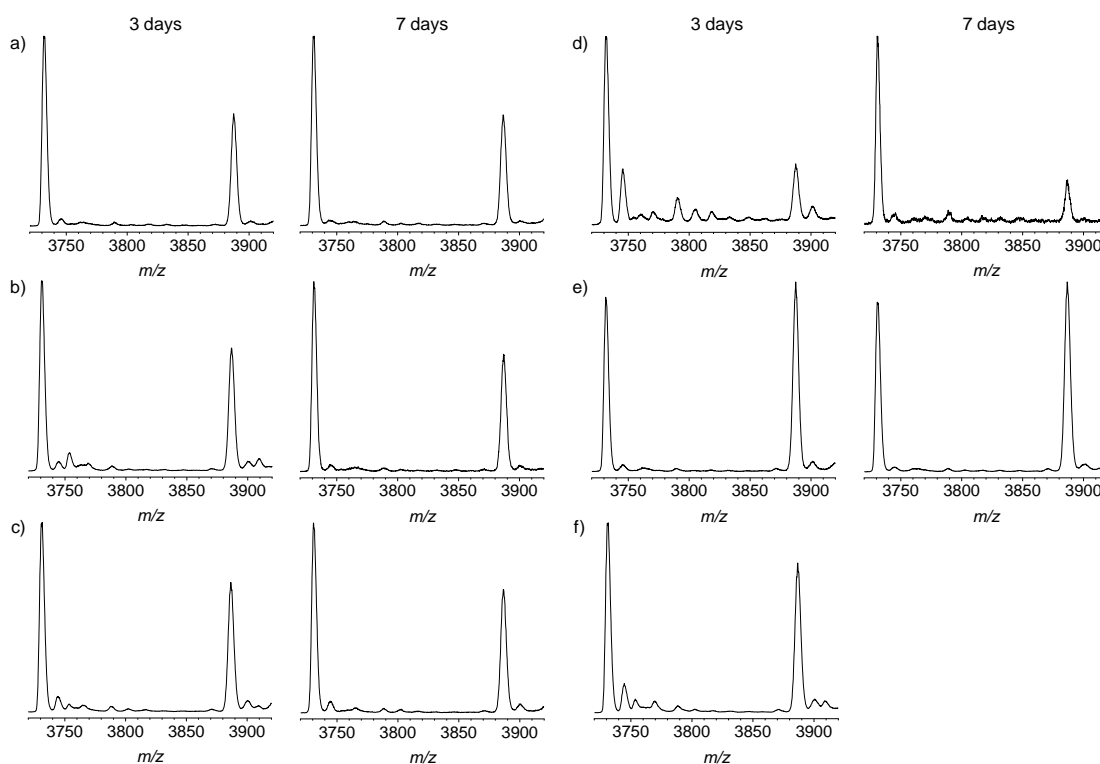 3 days 7 days 3 days 7 days
a) d)
3750 3800 3850 3900 3750 3800 3850 3900 3750 3800 3850 3900 3750 3800 3850 3900
m/z m/z m/z m/z
b) e)
3750 3800 3850 3900 3750 3800 3850 3900 3750 3800 3850 3900 3750 3800 3850 3900
m/z m/z m/z m/z
c) f)
3750 3800 3850 3900 3750 3800 3850 3900 3750 3800 3850 3900
m/z m/z m/z